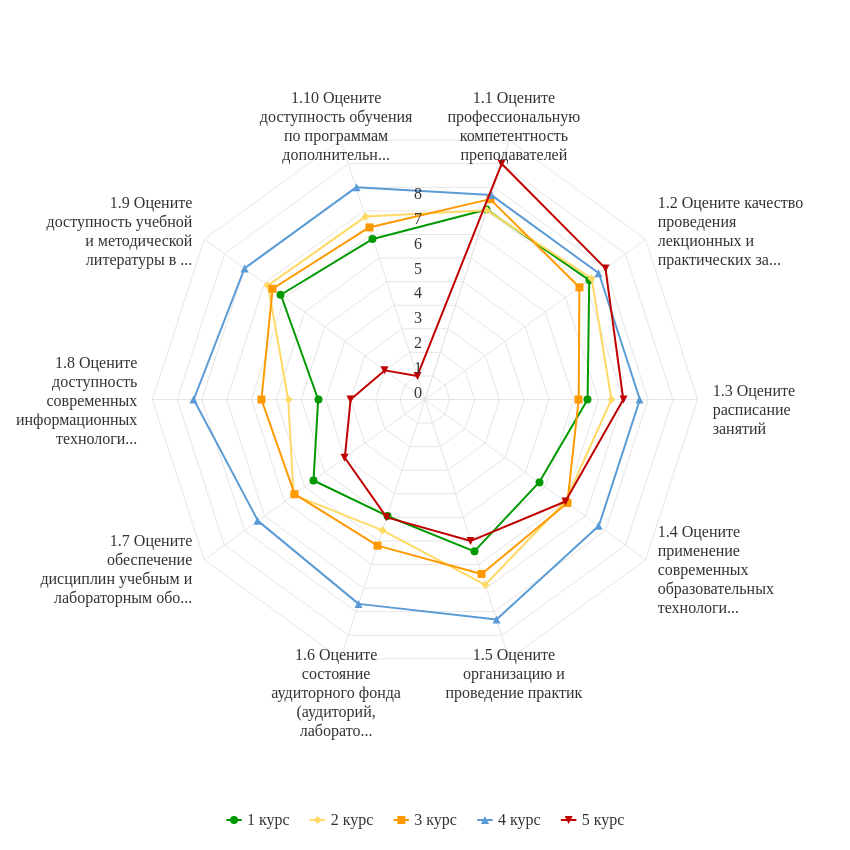 1.10 Оцените
доступность обучения
по программам
дополнительн...
1.1 Оцените
профессиональную
компетентность
преподавателей
1.9 Оцените
доступность учебной
и методической
литературы в ...
1.2 Оцените качество
проведения
лекционных и
практических за...
8
7
6
5
4
3
2
1
0
1.8 Оцените
доступность
современных
информационных
технологи...
1.3 Оцените
расписание
занятий
1.7 Оцените
обеспечение
дисциплин учебным и
лабораторным обо...
1.4 Оцените
применение
современных
образовательных
технологи...
1.6 Оцените
состояние
аудиторного фонда
(аудиторий,
лаборато...
1.5 Оцените
организацию и
проведение практик
1 курс 2 курс 3 курс 4 курс 5 курс